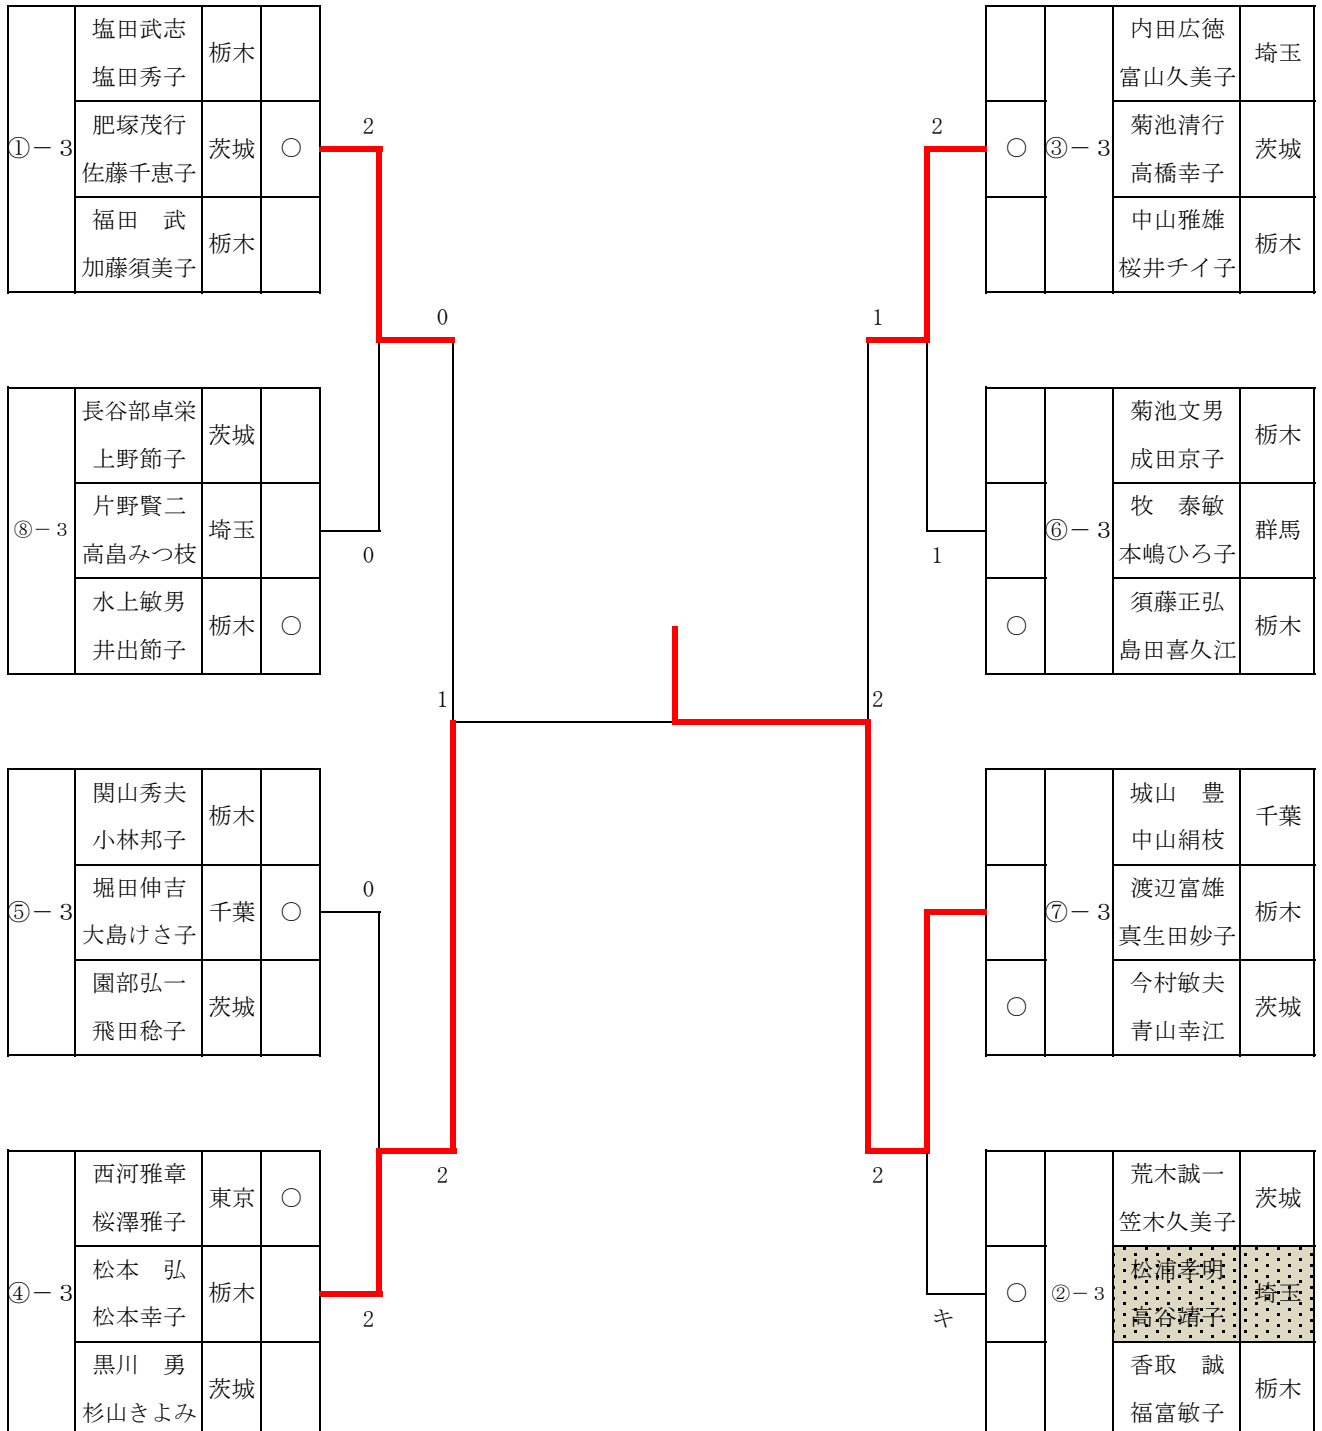 塩田武志
塩田秀子
栃木
①－3
肥塚茂行
佐藤千恵子
茨城
○
福田　武
加藤須美子
栃木
2
0
長谷部卓栄
上野節子
茨城
⑧－3
片野賢二
高畠みつ枝
埼玉
水上敏男
井出節子
栃木
○
0
1
関山秀夫
小林邦子
栃木
⑤－3
堀田伸吉
大島けさ子
千葉
○
園部弘一
飛田稔子
茨城
0
2
西河雅章
桜澤雅子
東京
○
④－3
松本　弘
松本幸子
栃木
黒川　勇
杉山きよみ
茨城
2
内田広徳
富山久美子
埼玉
2
○
③－3
菊池清行
高橋幸子
茨城
中山雅雄
桜井チイ子
栃木
1
菊池文男
成田京子
栃木
⑥－3
牧　泰敏
本嶋ひろ子
群馬
1
○
須藤正弘
島田喜久江
栃木
2
城山　豊
中山絹枝
千葉
⑦－3
渡辺富雄
真生田妙子
栃木
○
今村敏夫
青山幸江
茨城
2
荒木誠一
笠木久美子
茨城
○
②－3
松浦孝明
高谷靖子
埼玉
キ
香取　誠
福富敏子
栃木